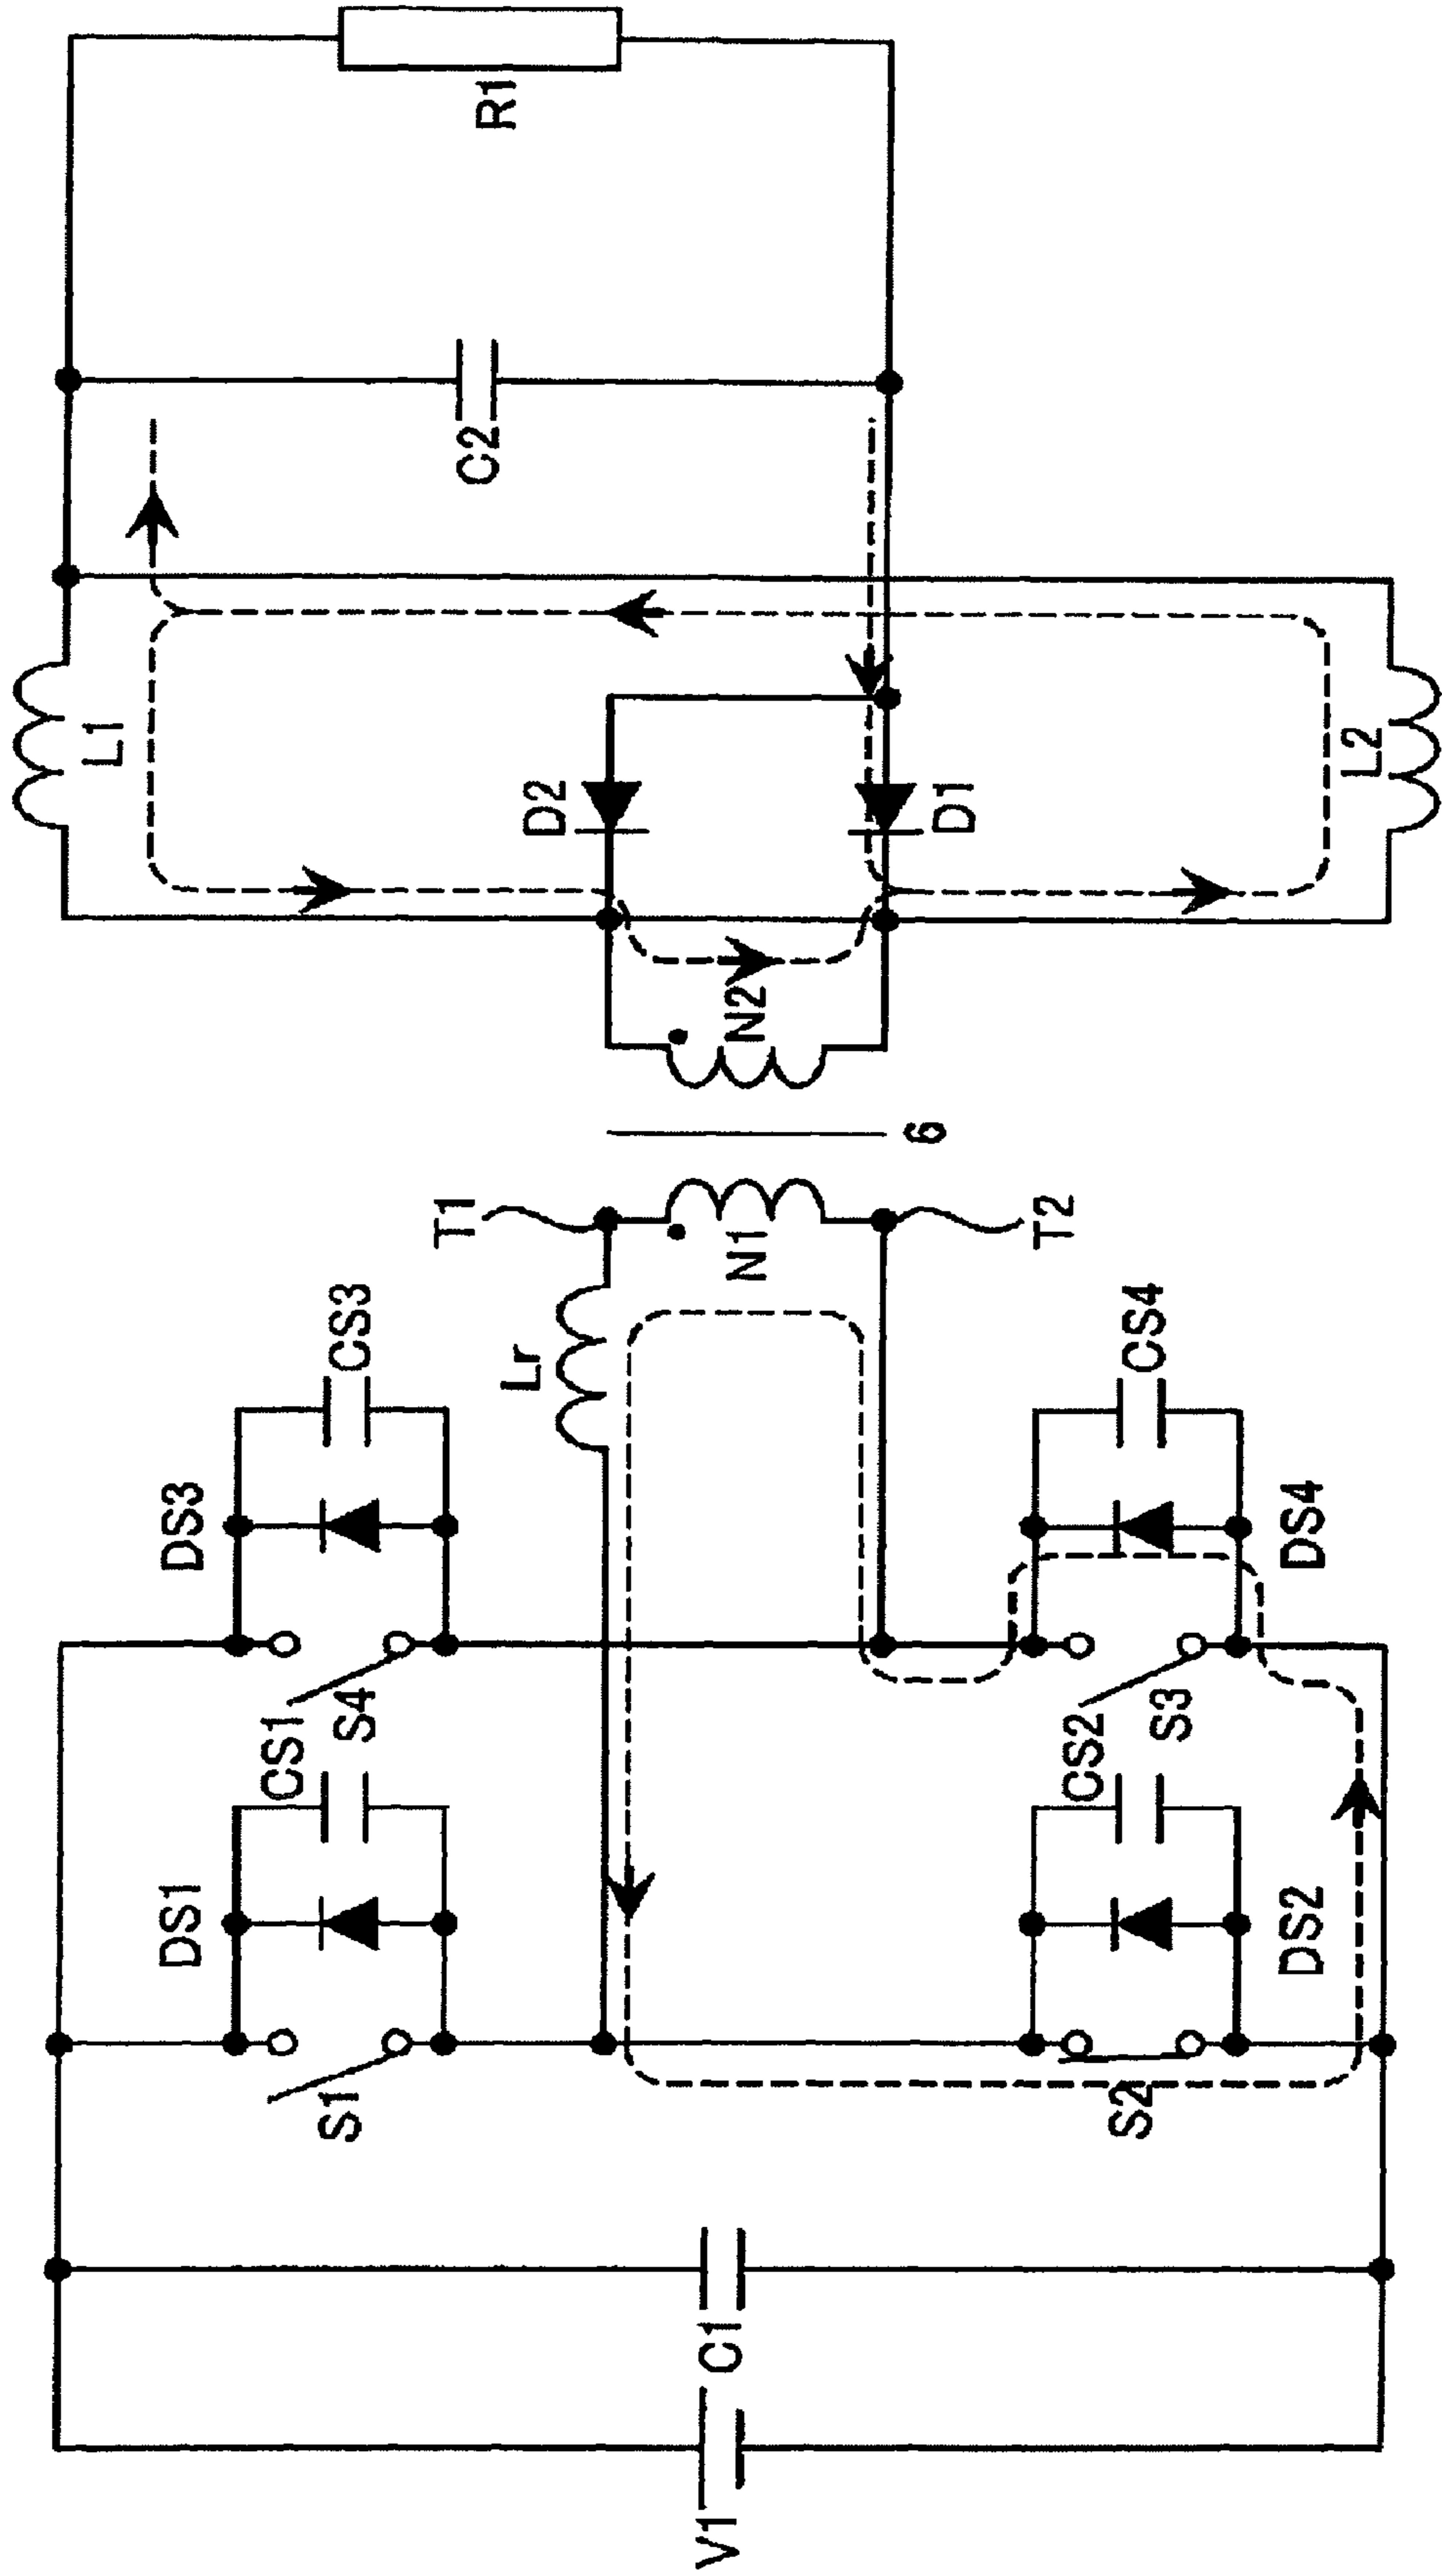 L1
DS1
DS3
CS1
S1
CS3
S4
T1
C2
R1
Lr
D2
V1
C1
N1
N2
6
D1
T2
CS2
S2
CS4
S3
DS2
DS4
L2